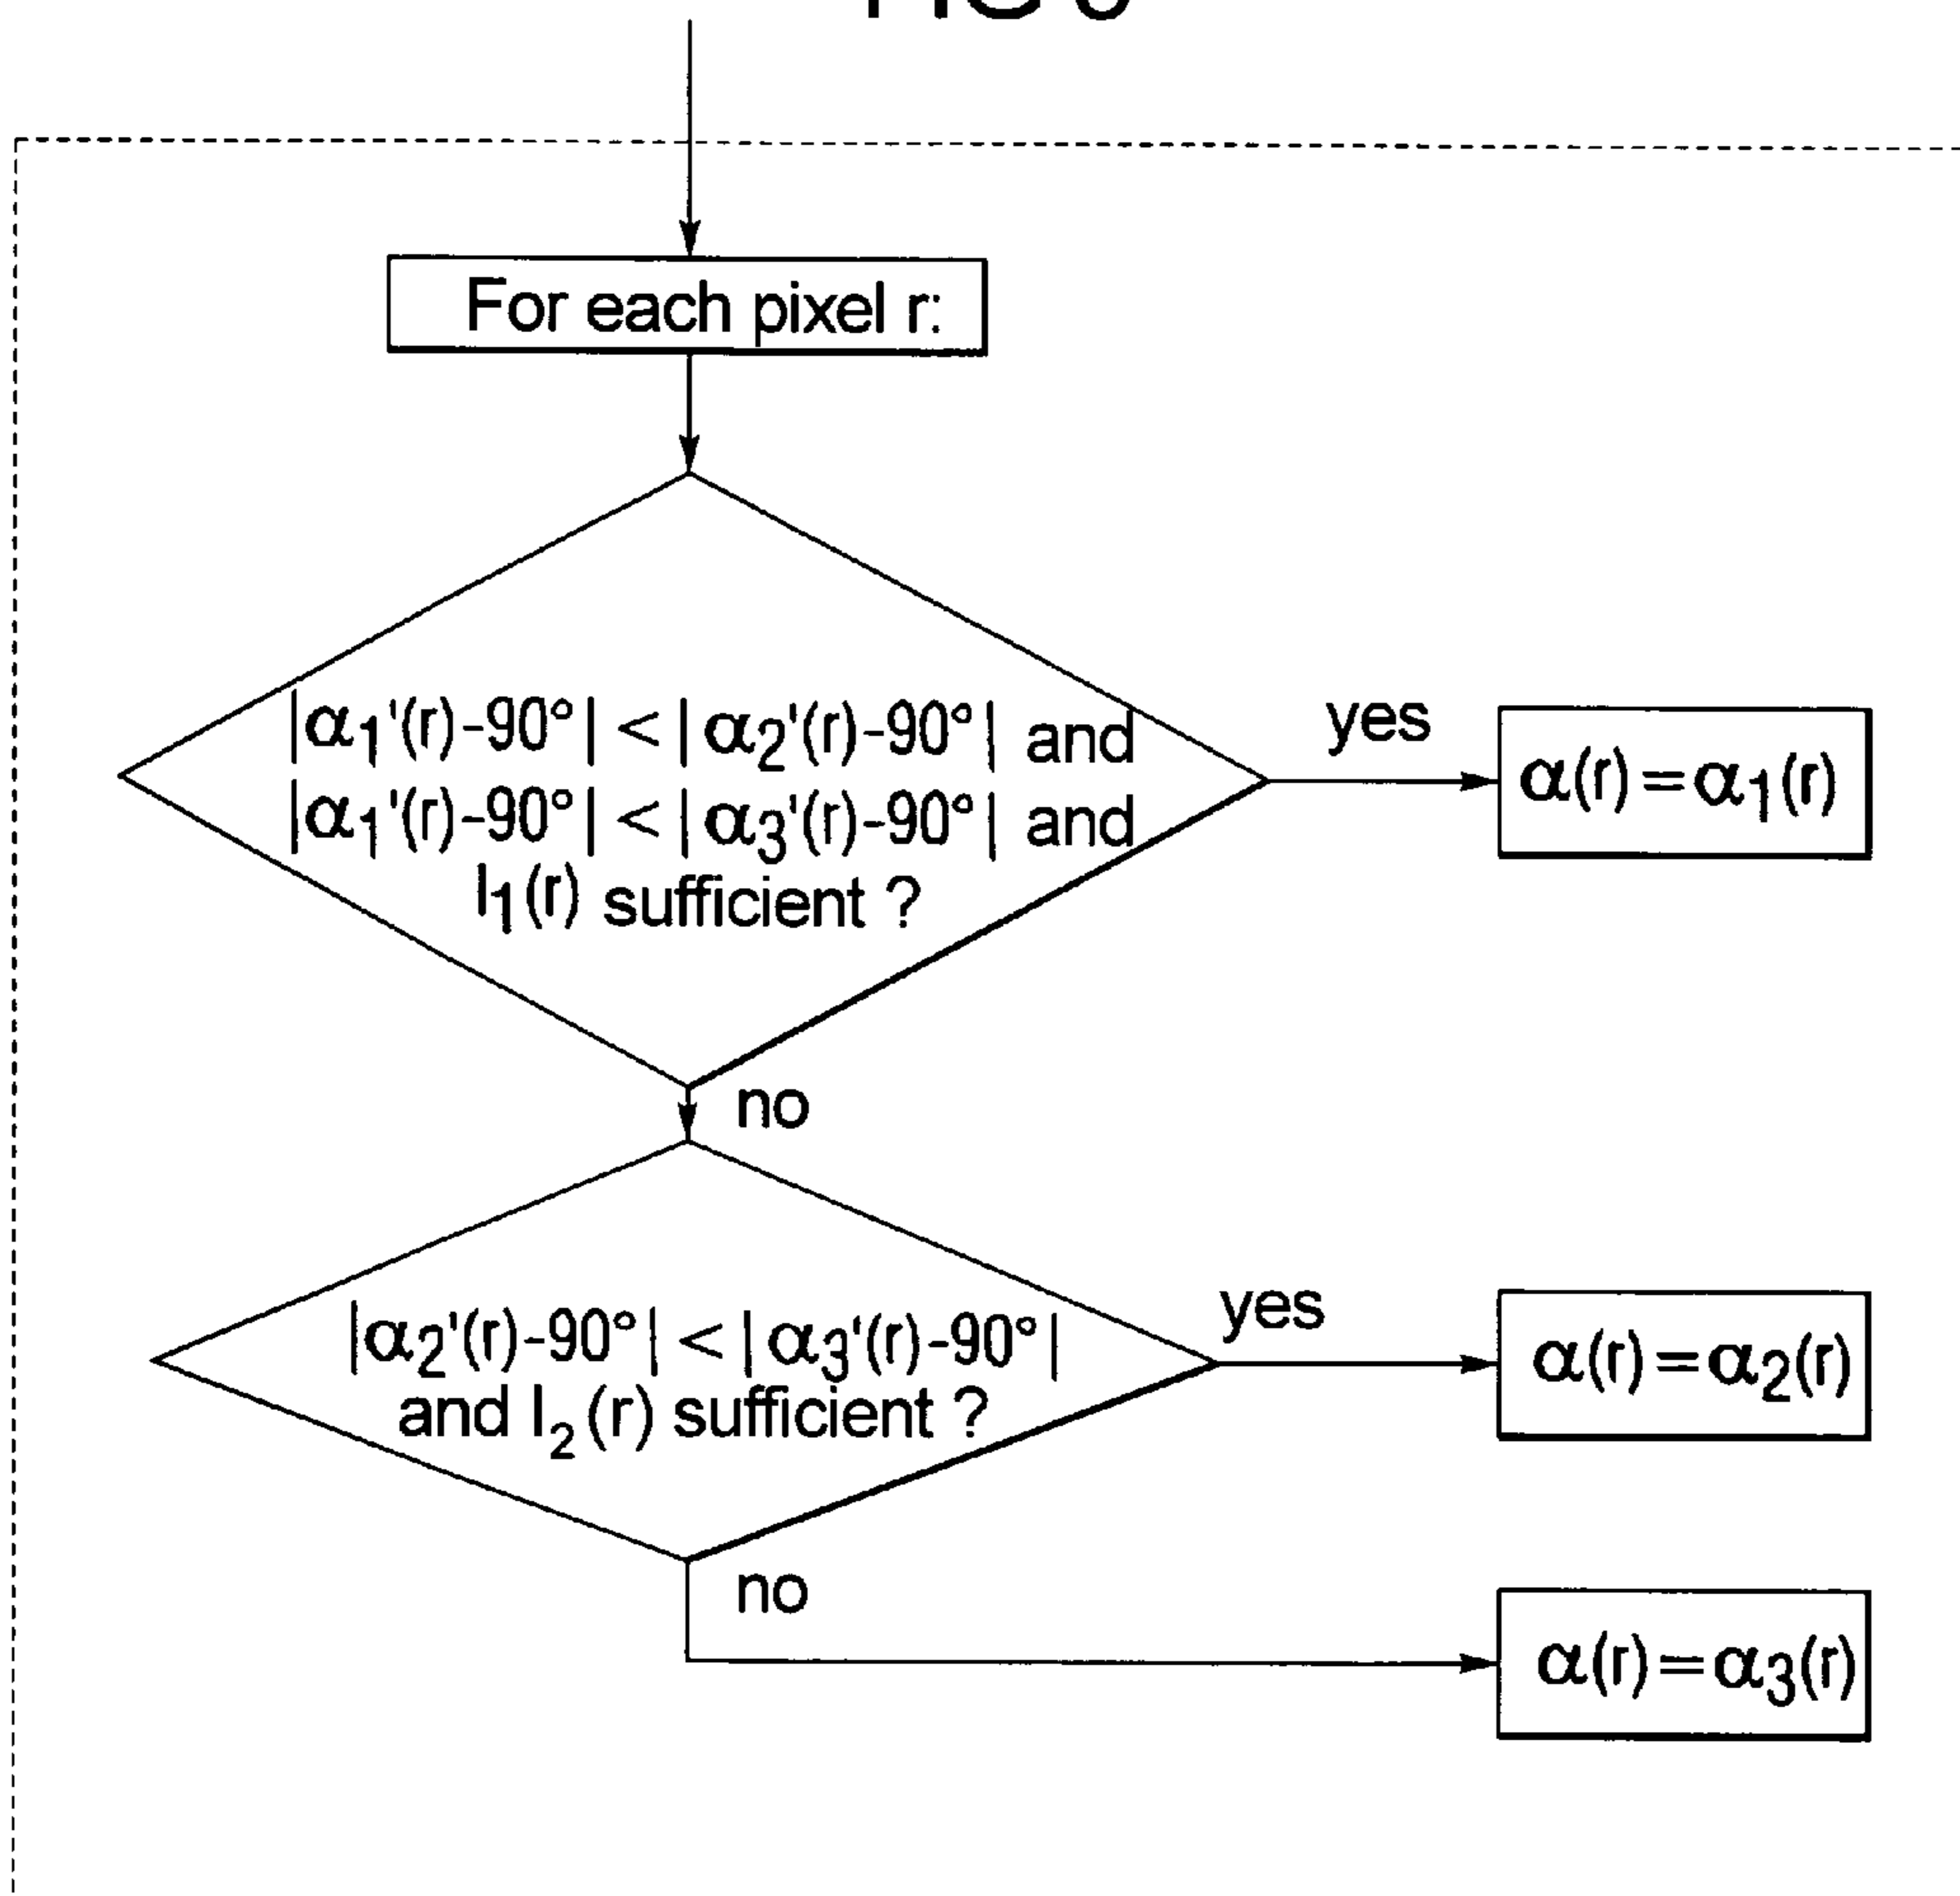 For each pixel r:
|α1'(r)-90°| < |α2'(r)-90°| and
|α1'(r)-90°| < |α3'(r)-90°| and
I1(r) sufficient ?
yes
α(r)=α1(r)
no
|α2'(r)-90°| < |α3'(r)-90°|
and I2(r) sufficient ?
yes
α(r)=α2(r)
no
α(r)=α3(r)